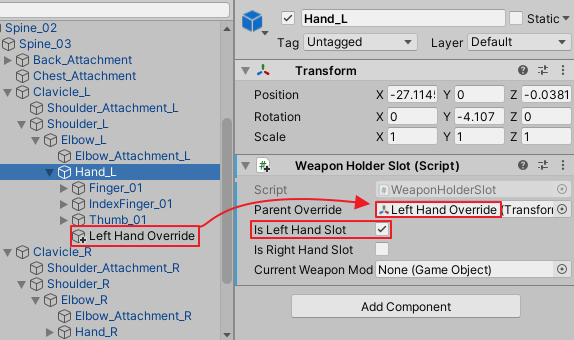 Spine_02
Spine_03
Back_Attachment
Chest_Attachment
Clavicle_L
Shoulder_Attachment_L
Shoulder_L
Elbow_L
Elbow_Attachment_L
Hand_L
Finger_01
IndexFinger_01
Thumb_01
Left Hand Override
Clavicle_R
Shoulder_Attachment_R
Shoulder_R
Elbow_R
Elbow_Attachment_R
Hand_R
Hand_L Static
Tag Untagged Layer Default
Transform
Position X -27.1145 Y 0 Z -0.0381
Rotation X 0 Y -4.107 Z 0
Scale X 1 Y 1 Z 1
Weapon Holder Slot (Script)
Script WeaponHolderSlot
Parent Override Left Hand Override (Transform
Is Left Hand Slot
Is Right Hand Slot
Current Weapon Mod None (Game Object)
Add Component